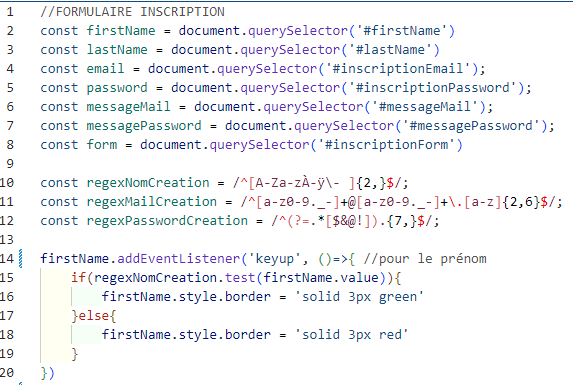 1 //FORMULAIRE INSCRIPTION
2 const firstName = document.querySelector('#firstName')
3 const lastName = document.querySelector('#lastName')
4 const email = document.querySelector('#inscriptionEmail');
5 const password = document.querySelector('#inscriptionPassword');
6 const messageMail = document.querySelector('#messageMail');
7 const messagePassword = document.querySelector('#messagePassword');
8 const form = document.querySelector('#inscriptionForm')
9
10 const regexNomCreation = /^[A-Za-zÀ-ÿ\- ]{2,}$/;
11 const regexMailCreation = /^[a-z0-9._-]+@[a-z0-9._-]+\.[a-z]{2,6}$/;
12 const regexPasswordCreation = /^(?=.*[$&@!]).{7,}$/;
13
14 firstName.addEventListener('keyup', ()=>{ //pour le prénom
15 if(regexNomCreation.test(firstName.value)){
16 firstName.style.border = 'solid 3px green'
17 }else{
18 firstName.style.border = 'solid 3px red'
19 }
20 })